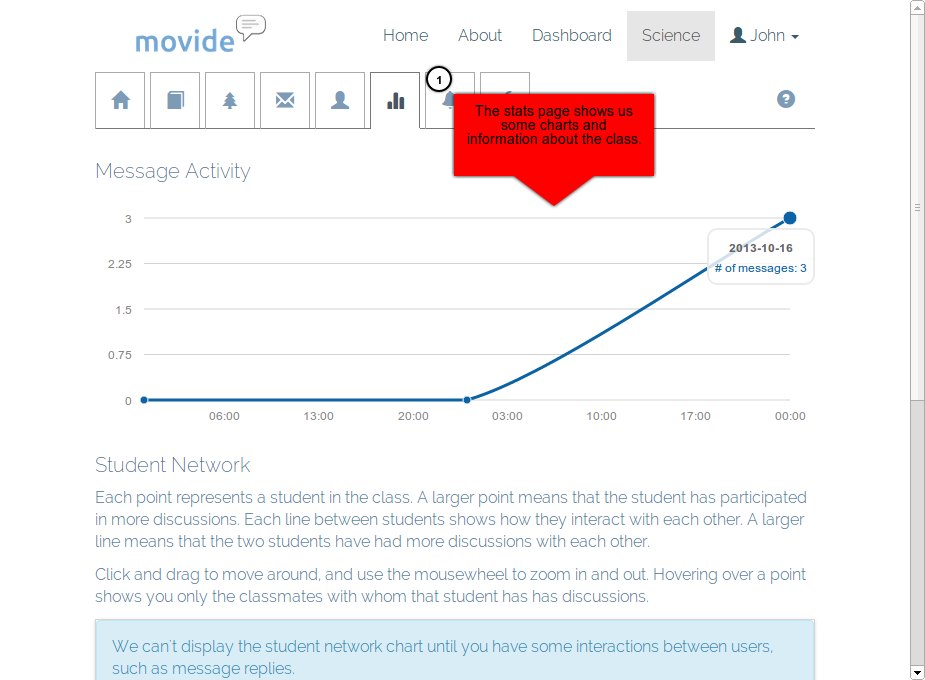 movide
Home About Dashboard Science John
1
The stats page shows us
some charts and
information about the class.
?
Message Activity
3
2.25
1.5
0.75
0
2013-10-16
# of messages: 3
06:00 13:00 20:00 03:00 10:00 17:00 00:00
Student Network
Each point represents a student in the class. A larger point means that the student has participated
in more discussions. Each line between students shows how they interact with each other. A larger
line means that the two students have had more discussions with each other.
Click and drag to move around, and use the mousewheel to zoom in and out. Hovering over a point
shows you only the classmates with whom that student has has discussions.
We can't display the student network chart until you have some interactions between users,
such as message replies.